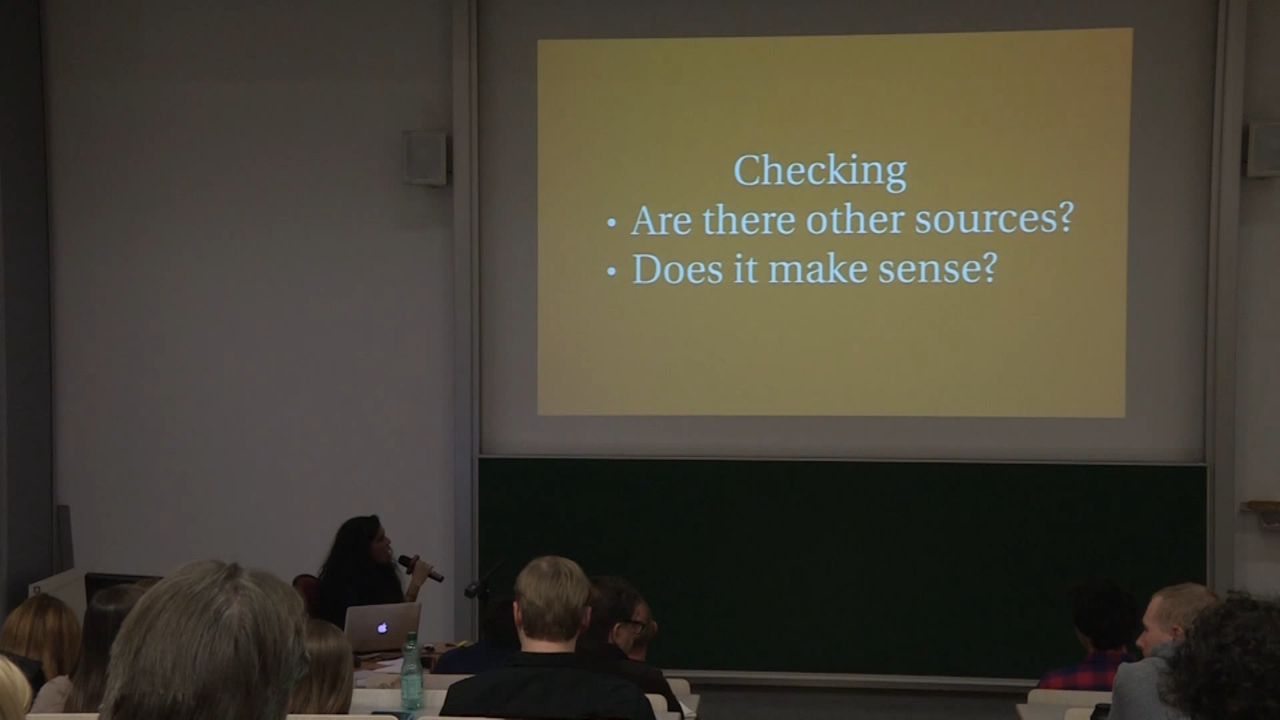 Checking
• Are there other sources?
• Does it make sense?